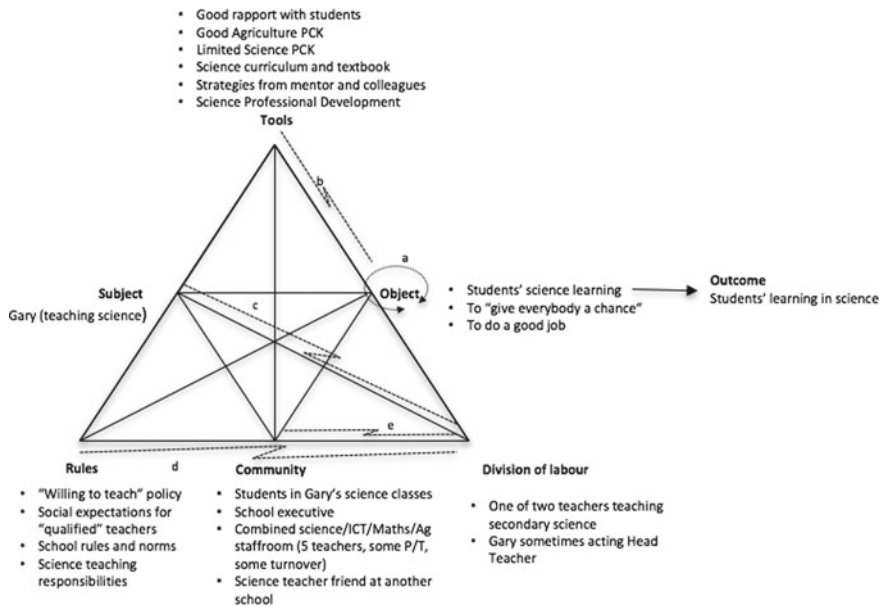 • Good rapport with students
• Good Agriculture PCK
• Limited Science PCK
• Science curriculum and textbook
• Strategies from mentor and colleagues
• Science Professional Development
Tools
b
a
Subject
Gary (teaching science)
c
Object
• Students' science learning
• To "give everybody a chance"
• To do a good job
Outcome
Students' learning in science
e
d
Rules
• "Willing to teach" policy
• Social expectations for
"qualified" teachers
• School rules and norms
• Science teaching
responsibilities
Community
• Students in Gary's science classes
• School executive
• Combined science/ICT/Maths/Ag
staffroom (5 teachers, some P/T,
some turnover)
• Science teacher friend at another
school
Division of labour
• One of two teachers teaching
secondary science
• Gary sometimes acting Head
Teacher